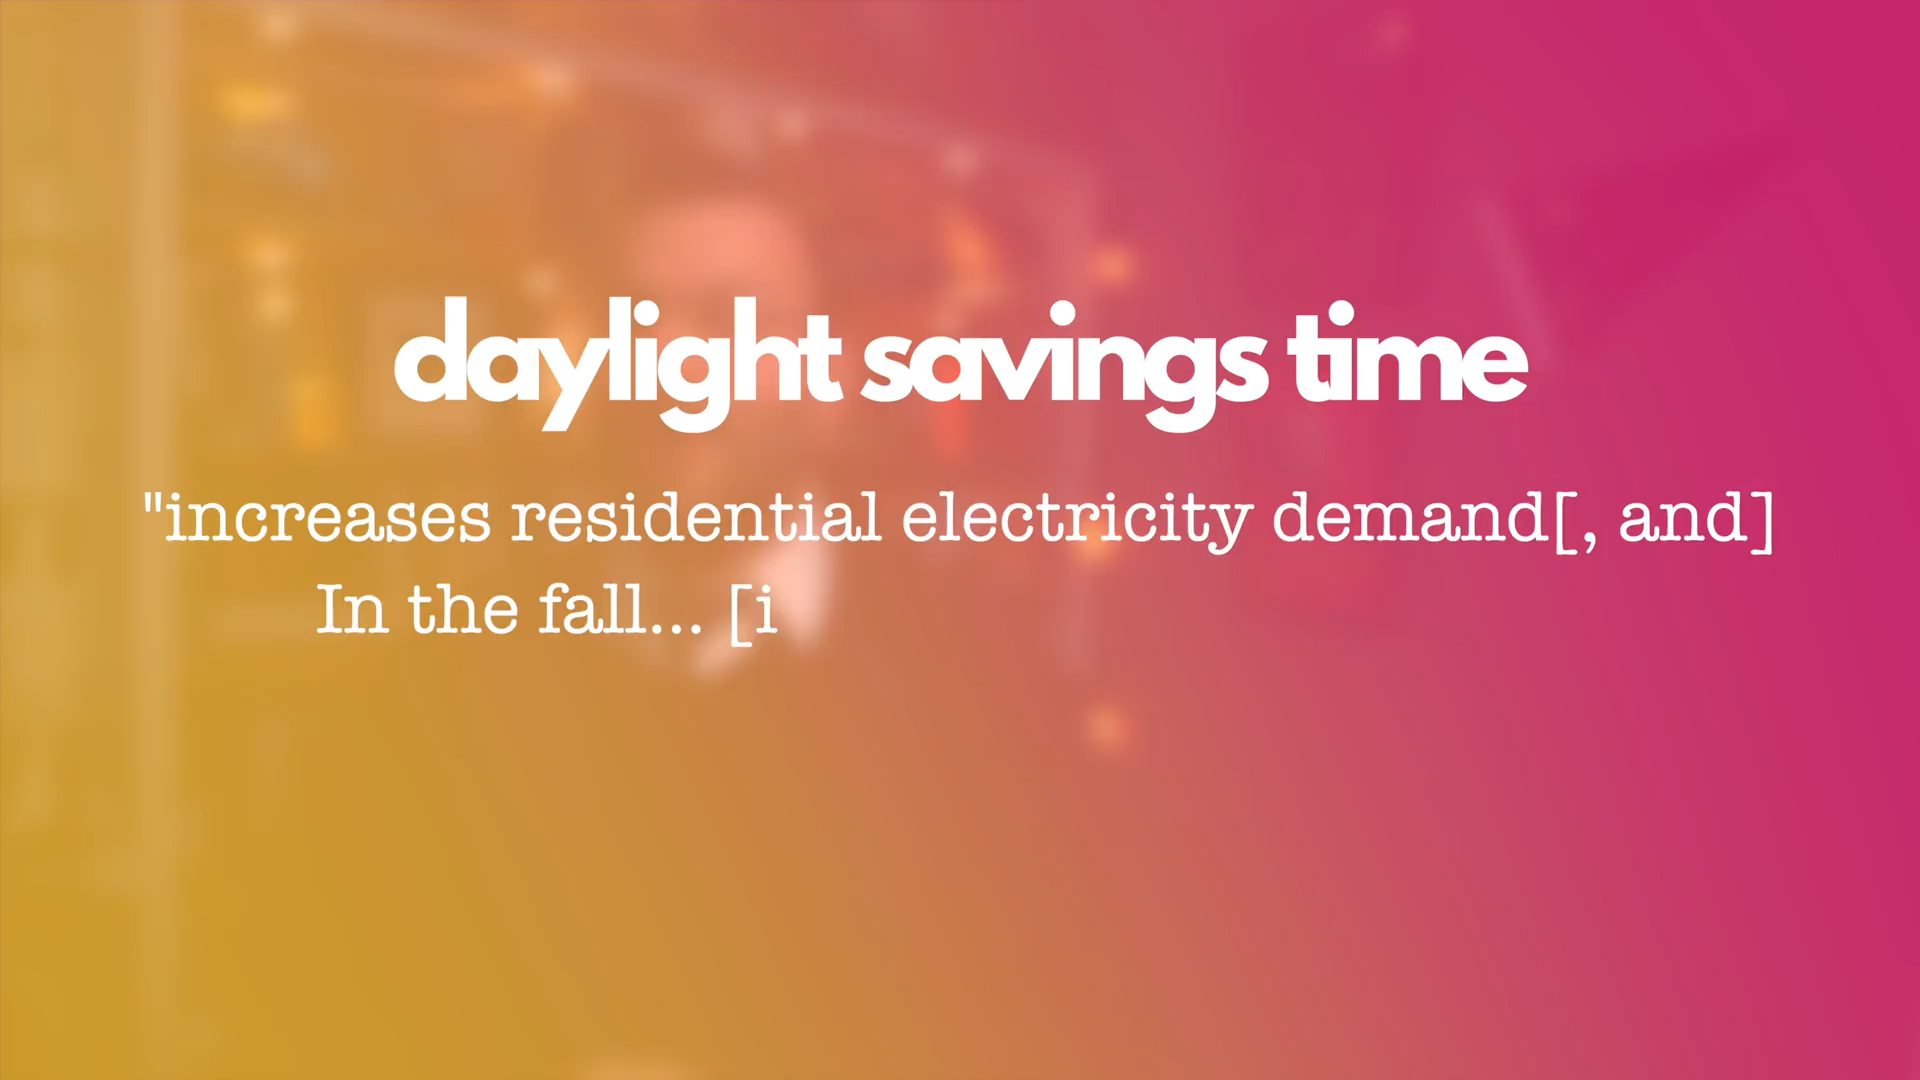 daylight savings time
"increases residential electricity demand[, and]
In the fall... [i